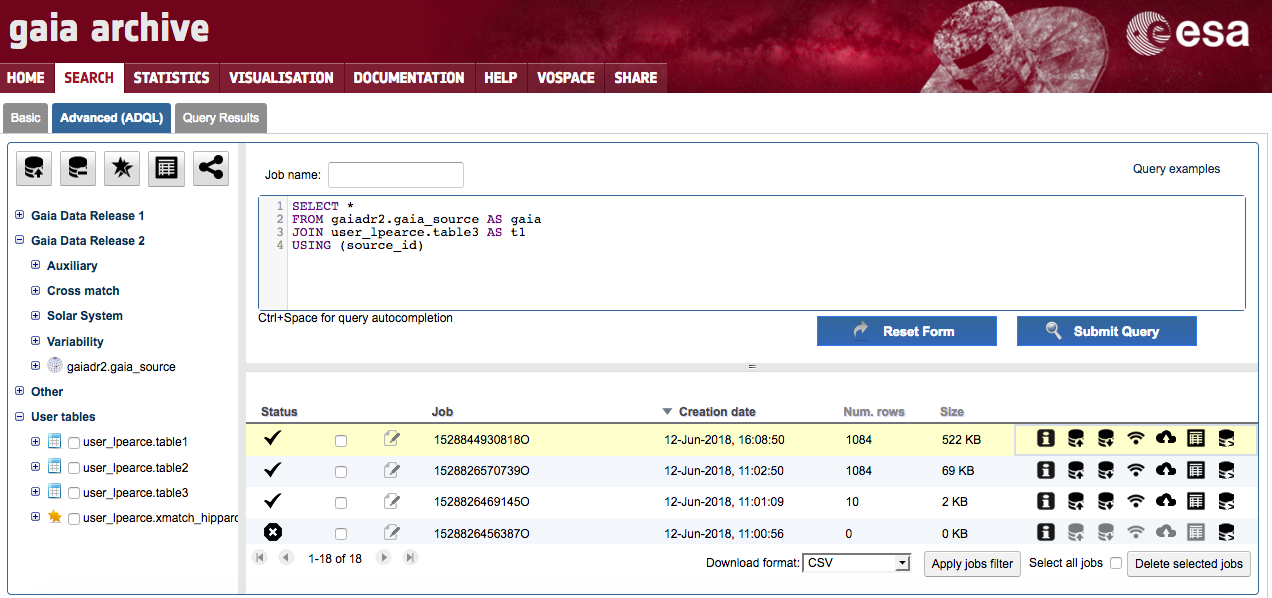 gaia archive
esa
HOME SEARCH STATISTICS VISUALISATION DOCUMENTATION HELP VOSPACE SHARE
Basic Advanced (ADQL) Query Results
Job name:
Query examples
1 SELECT *
2 FROM gaiadr2.gaia_source AS gaia
3 JOIN user_lpearce.table3 AS t1
4 USING (source_id)
Ctrl+Space for query autocompletion
Reset Form Submit Query
Gaia Data Release 1
Gaia Data Release 2
Auxiliary
Cross match
Solar System
Variability
gaiadr2.gaia_source
Other
User tables
user_lpearce.table1
user_lpearce.table2
user_lpearce.table3
user_lpearce.xmatch_hipparc
Status Job Creation date Num. rows Size
1528844930818O 12-Jun-2018, 16:08:50 1084 522 KB
1528826570739O 12-Jun-2018, 11:02:50 1084 69 KB
1528826469145O 12-Jun-2018, 11:01:09 10 2 KB
1528826456387O 12-Jun-2018, 11:00:56 0 0 KB
1-18 of 18
Download format: CSV Apply jobs filter Select all jobs Delete selected jobs